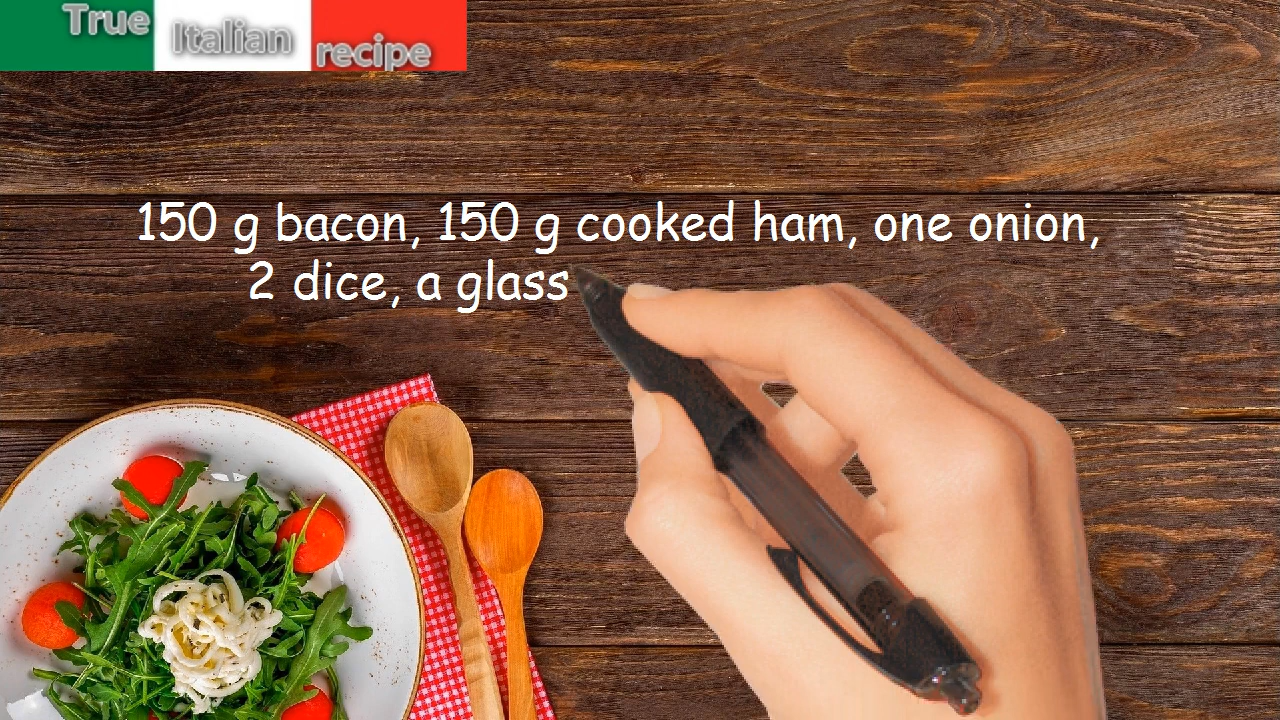 True Italian recipe
150 g bacon, 150 g cooked ham, one onion,
2 dice, a glass